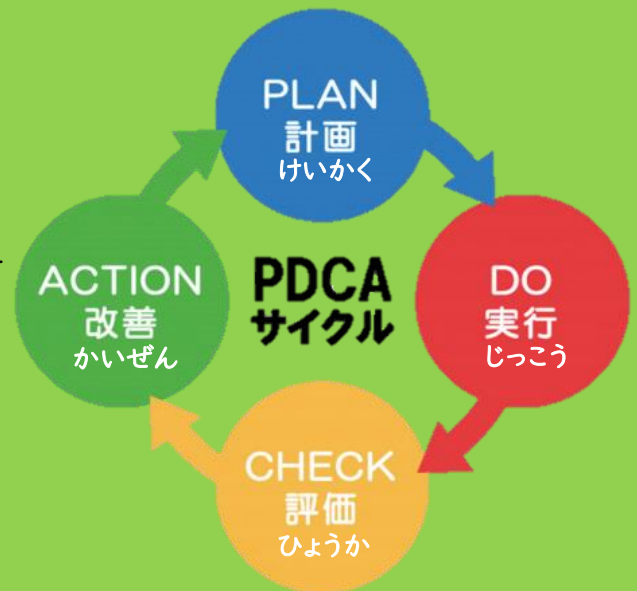 PLAN
計画
けいかく
ACTION
改善
かいぜん
PDCA
サイクル
DO
実行
じっこう
CHECK
評価
ひょうか